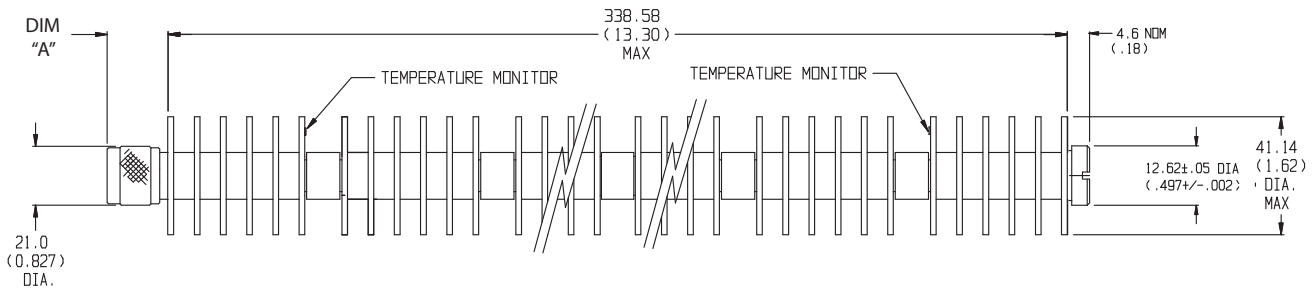 DIM
“A”
338.58
(13.30)
MAX
4.6 NOM
(.18)
TEMPERATURE MONITOR
TEMPERATURE MONITOR
12.62±.05 DIA
(.497+/-.002)
41.14
(1.62)
DIA.
MAX
21.0
(0.827)
DIA.